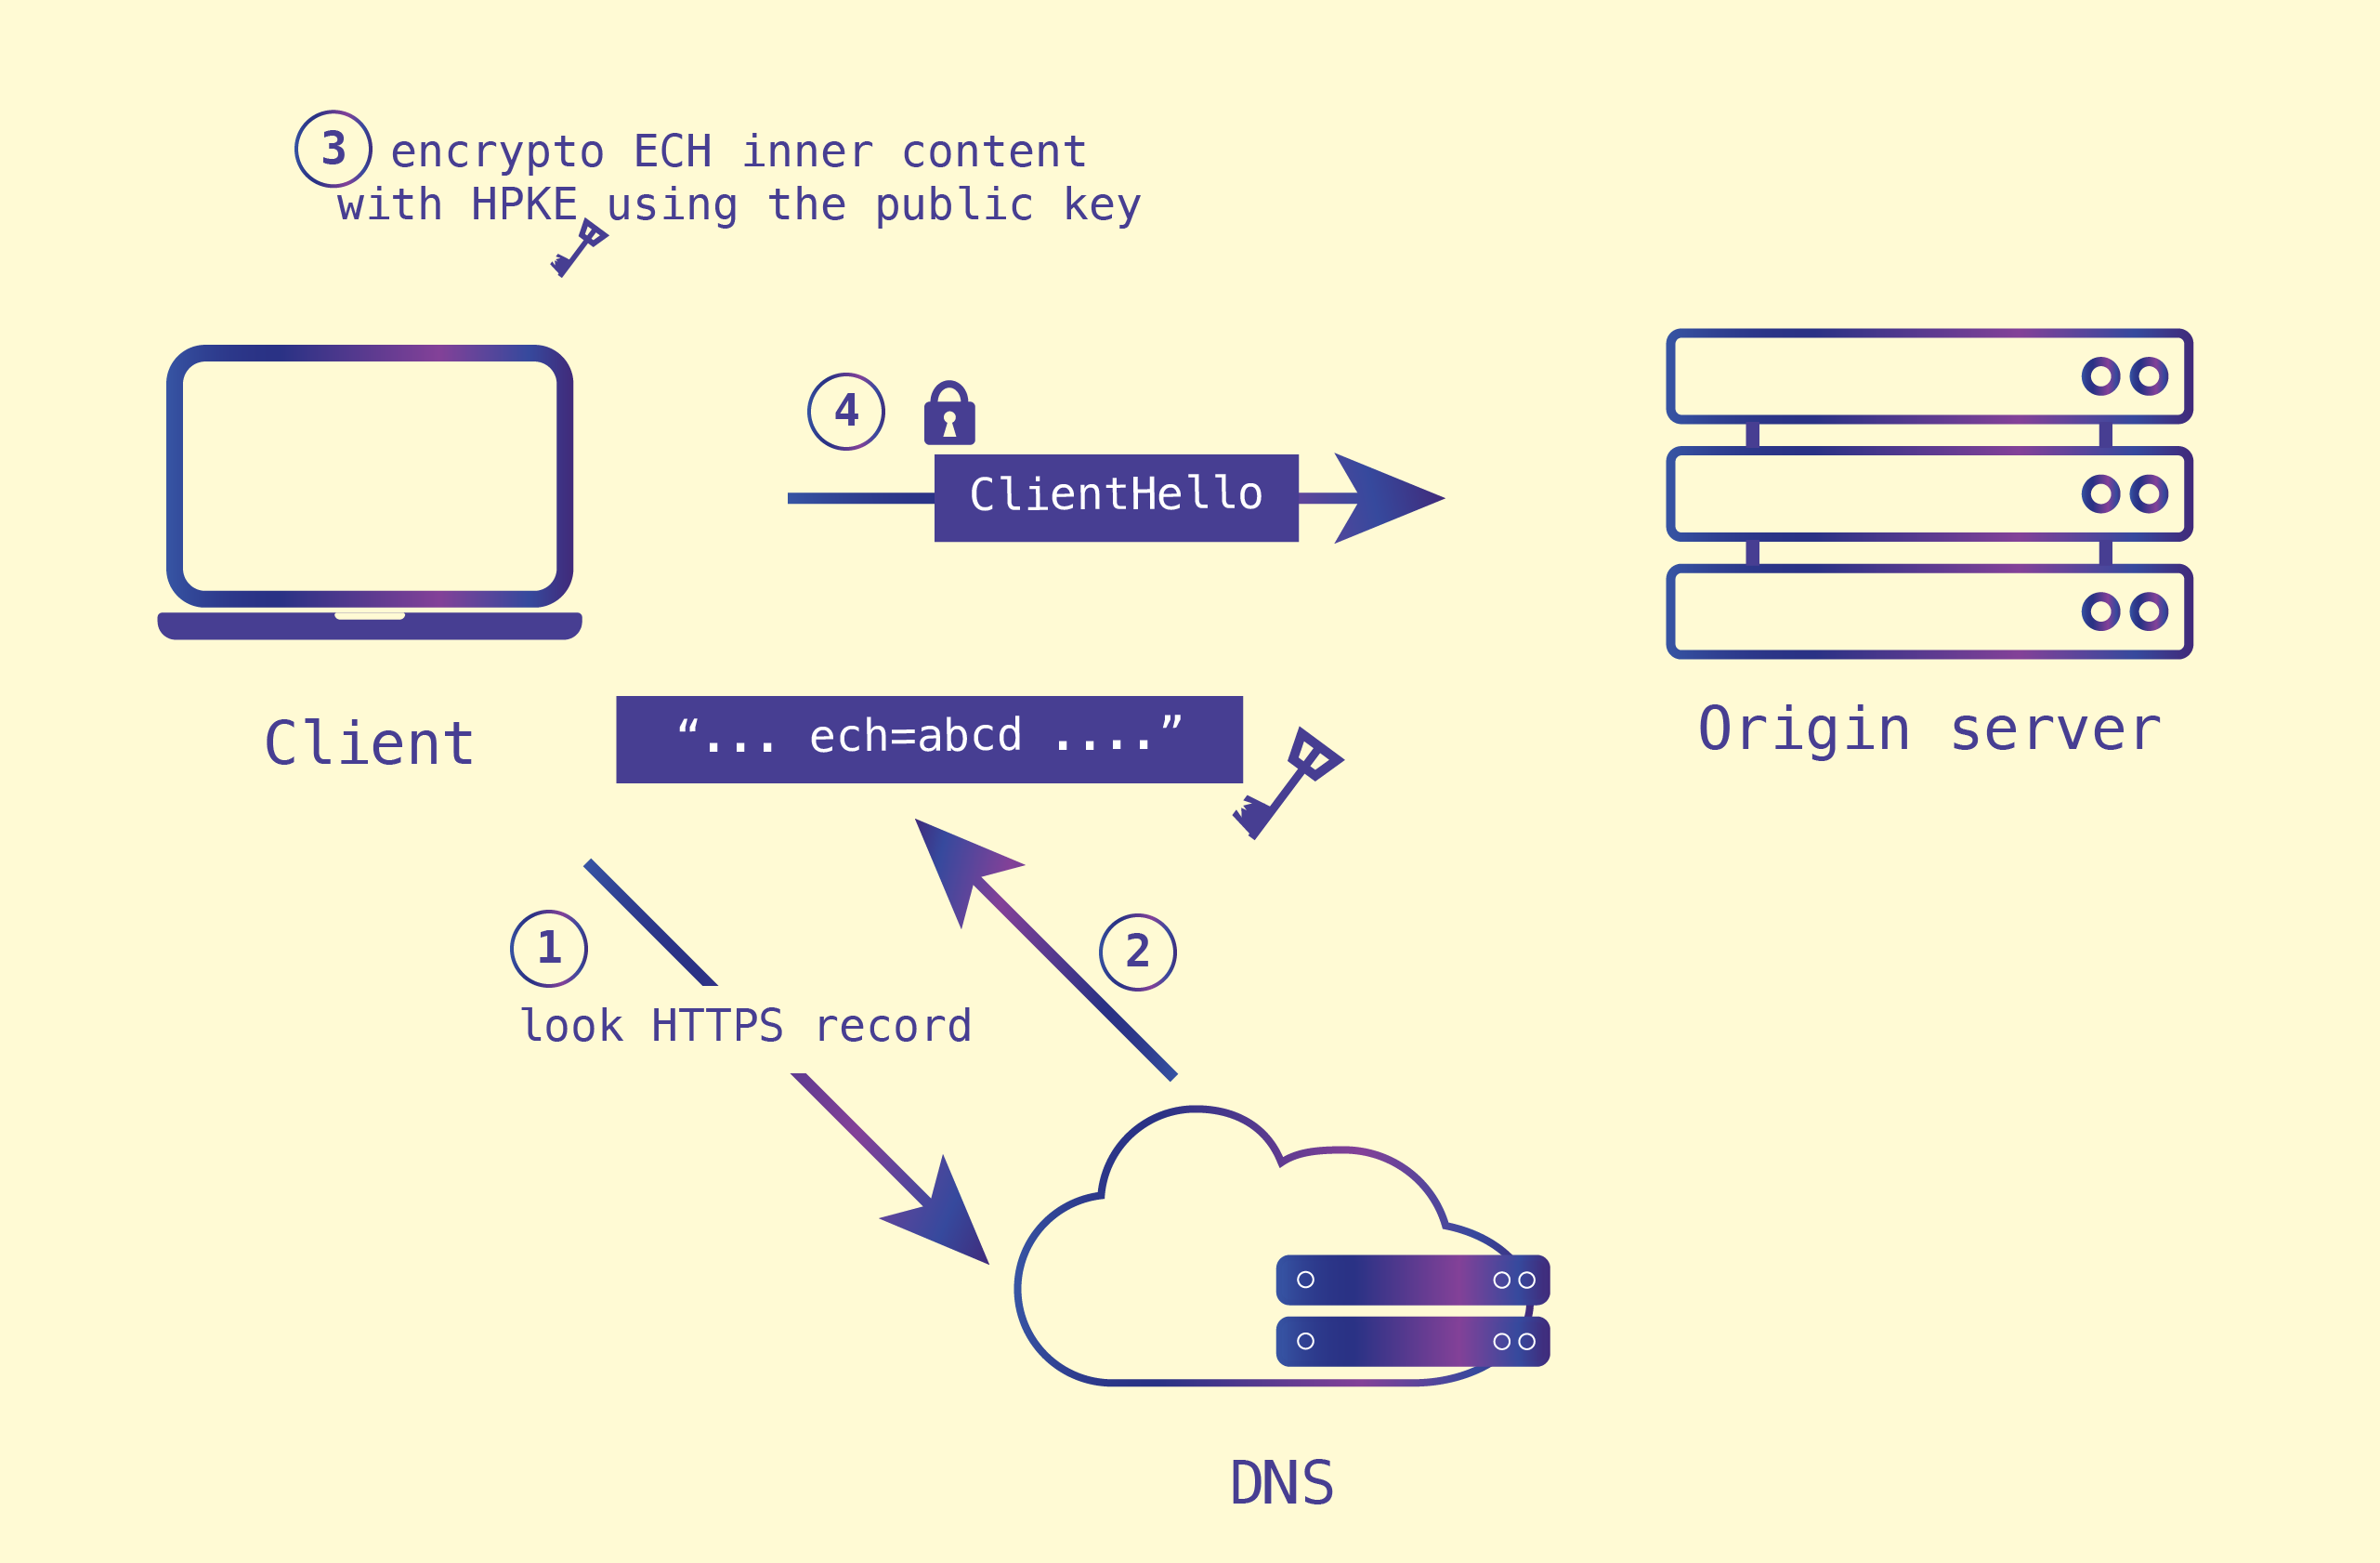 3 encrypto ECH inner content
with HPKE using the public key
4
ClientHello
Client
“... ech=abcd ....”
Origin server
1
2
look HTTPS record
DNS